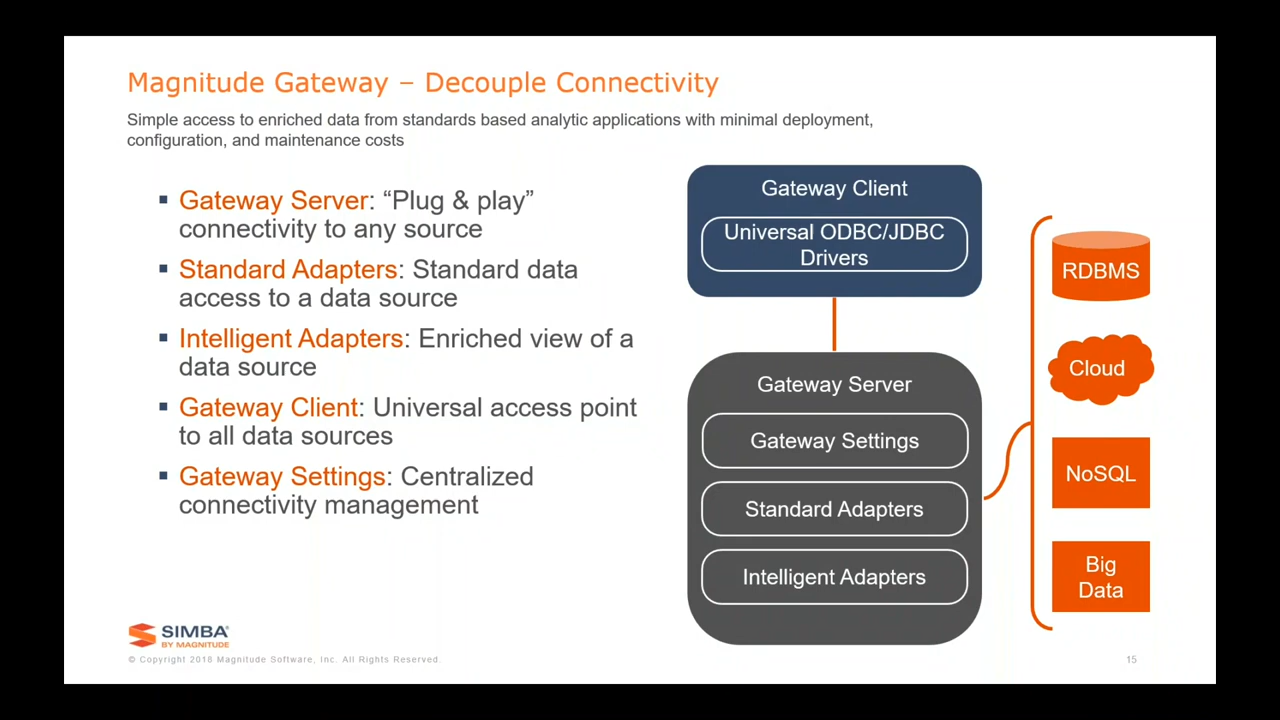 Magnitude Gateway – Decouple Connectivity
Simple access to enriched data from standards based analytic applications with minimal deployment,
configuration, and maintenance costs
▪ Gateway Server: “Plug & play”
connectivity to any source
▪ Standard Adapters: Standard data
access to a data source
▪ Intelligent Adapters: Enriched view of a
data source
▪ Gateway Client: Universal access point
to all data sources
▪ Gateway Settings: Centralized
connectivity management
Gateway Client
Universal ODBC/JDBC
Drivers
Gateway Server
Gateway Settings
Standard Adapters
Intelligent Adapters
RDBMS
Cloud
NoSQL
Big
Data
SIMBA
BY MAGNITUDE
© Copyright 2018 Magnitude Software, Inc. All Rights Reserved.
15